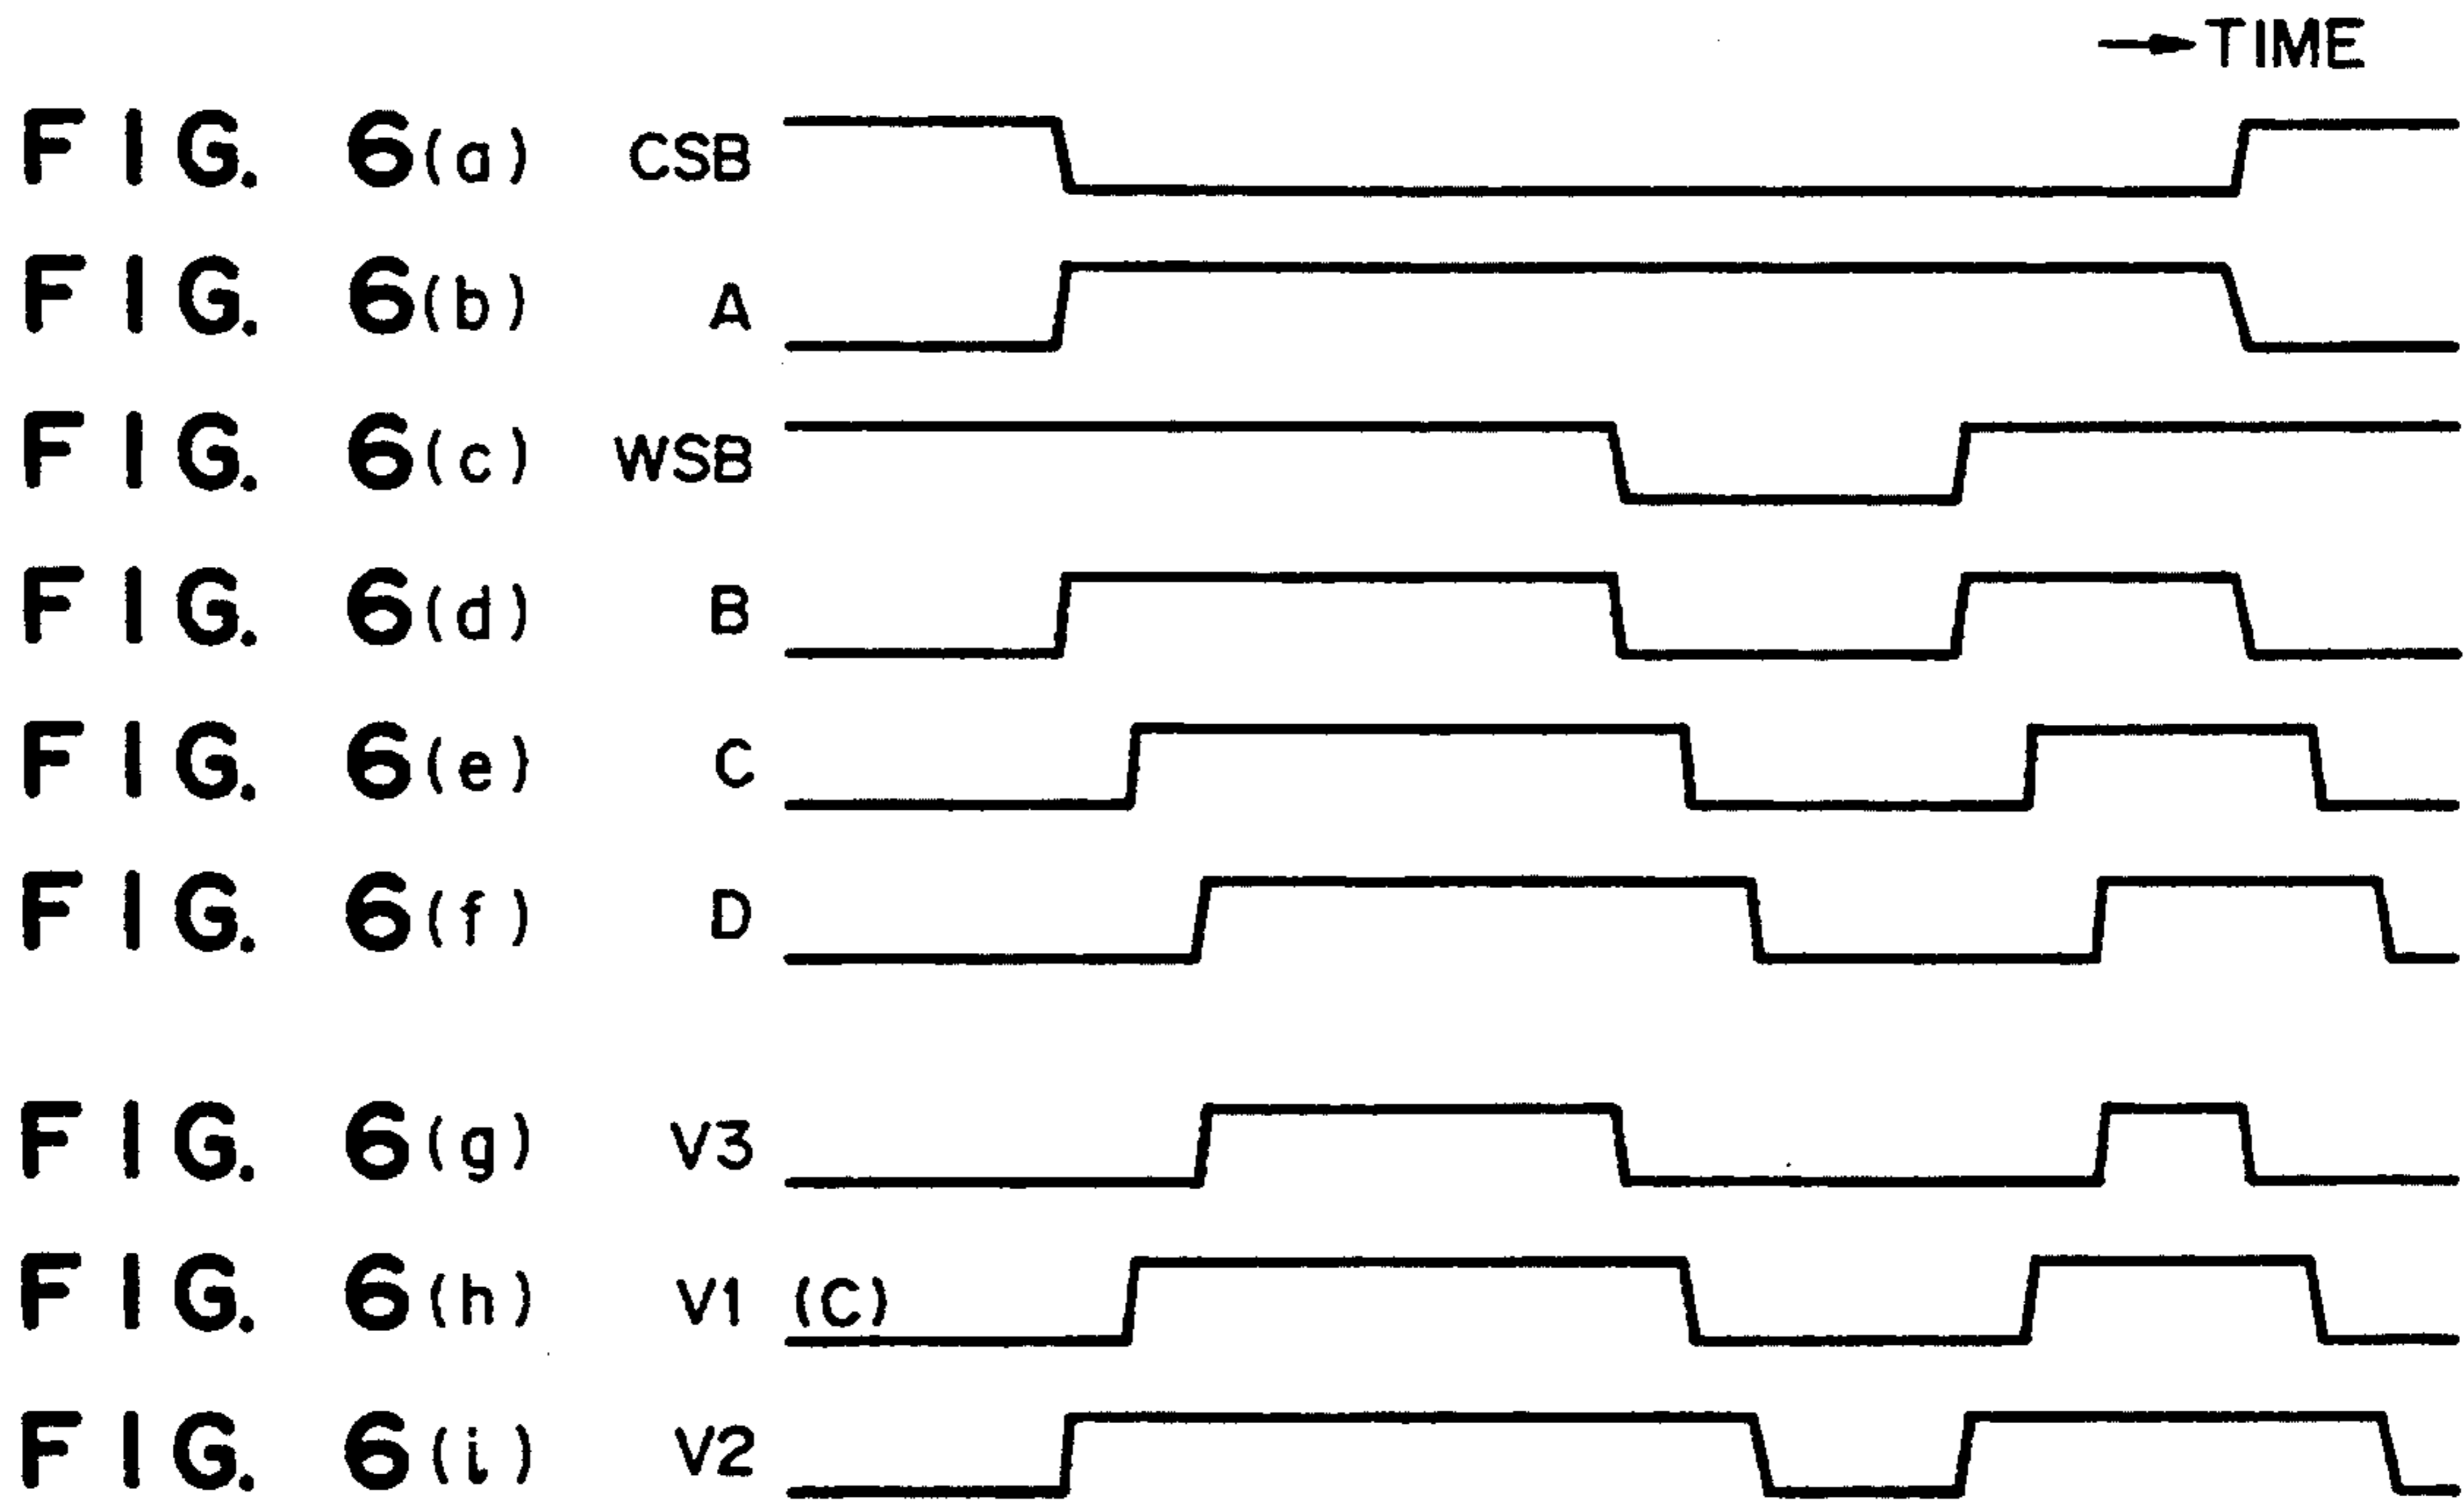 TIME
FIG. 6(a) CSB
FIG. 6(b) A
FIG. 6(c) WSB
FIG. 6(d) B
FIG. 6(e) C
FIG. 6(f) D
FIG. 6(g) V3
FIG. 6(h) V1 (C)
FIG. 6(i) V2